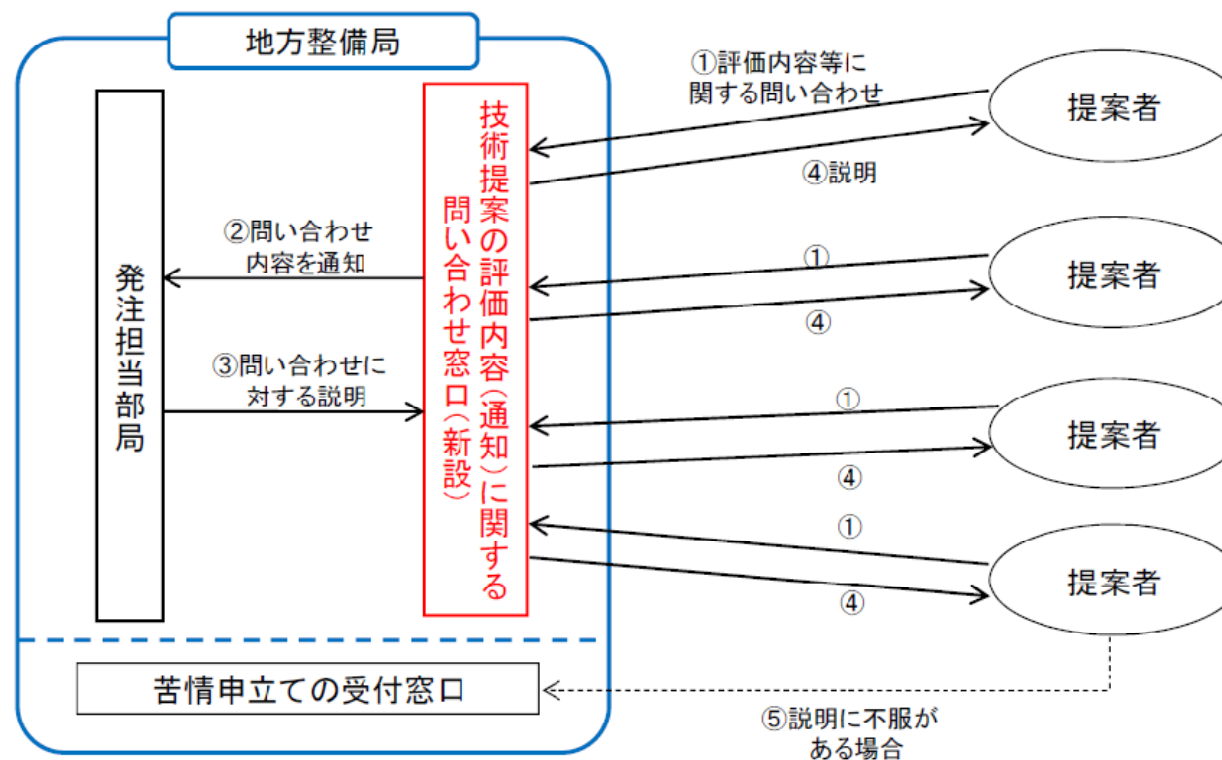 地方整備局
①評価内容等に
関する問い合わせ
提案者
④説明
技術提案の評価内容(通知)に関する
問い合わせ窓口(新設)
発注担当部局
②問い合わせ
内容を通知
③問い合わせに
対する説明
①
④
提案者
①
④
提案者
①
④
提案者
苦情申立ての受付窓口
⑤説明に不服が
ある場合